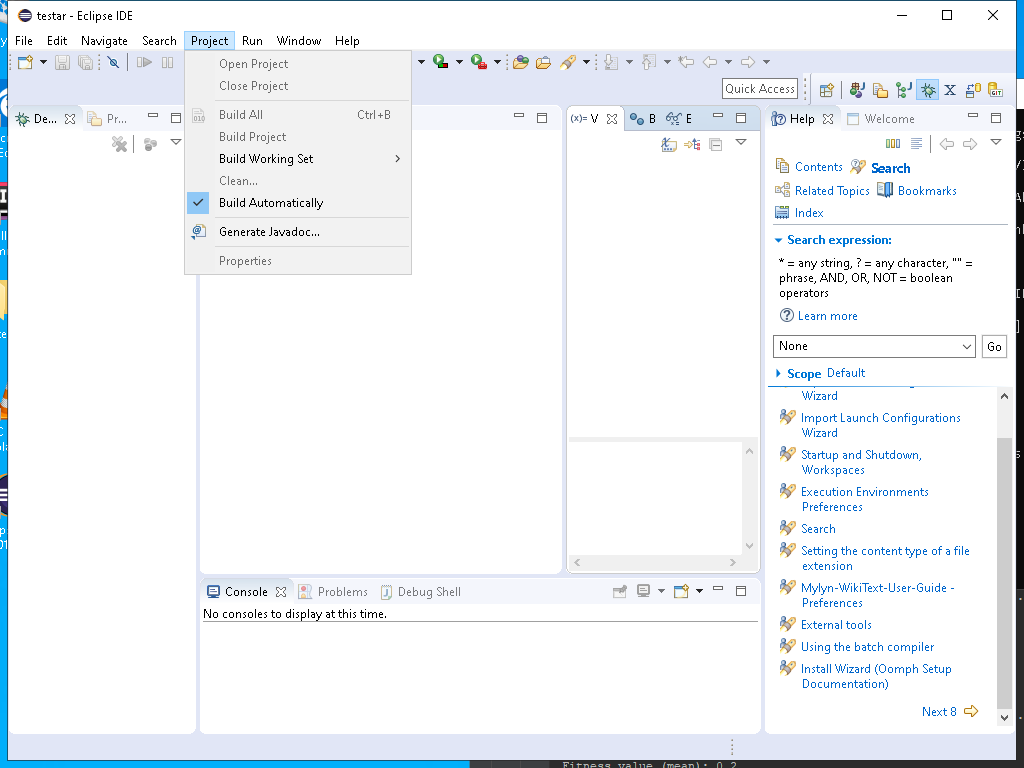 testar - Eclipse IDE
File Edit Navigate Search Project Run Window Help
Open Project
Close Project
Build All Ctrl+B
Build Project
Build Working Set
Clean...
Build Automatically
Generate Javadoc...
Properties
Quick Access
De...
Pr...
(x)= V
B
E
Help
Welcome
Contents
Search
Related Topics
Bookmarks
Index
Search expression:
* = any string, ? = any character, "" =
phrase, AND, OR, NOT = boolean
operators
Learn more
None
Go
Scope Default
Wizard
Import Launch Configurations
Wizard
Startup and Shutdown,
Workspaces
Execution Environments
Preferences
Search
Setting the content type of a file
extension
Mylyn-WikiText-User-Guide -
Preferences
External tools
Using the batch compiler
Install Wizard (Oomph Setup
Documentation)
Next 8
Console
Problems
Debug Shell
No consoles to display at this time.
Fitness value (mean): 0.2